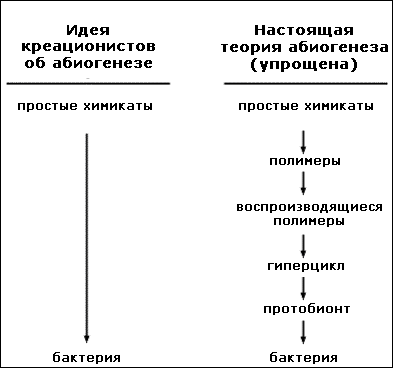 Идея
креационистов
об абиогенезе
простые химикаты
бактерия
Настоящая
теория абиогенеза
(упрощена)
простые химикаты
полимеры
воспроизводящиеся
полимеры
гиперцикл
протобионт
бактерия